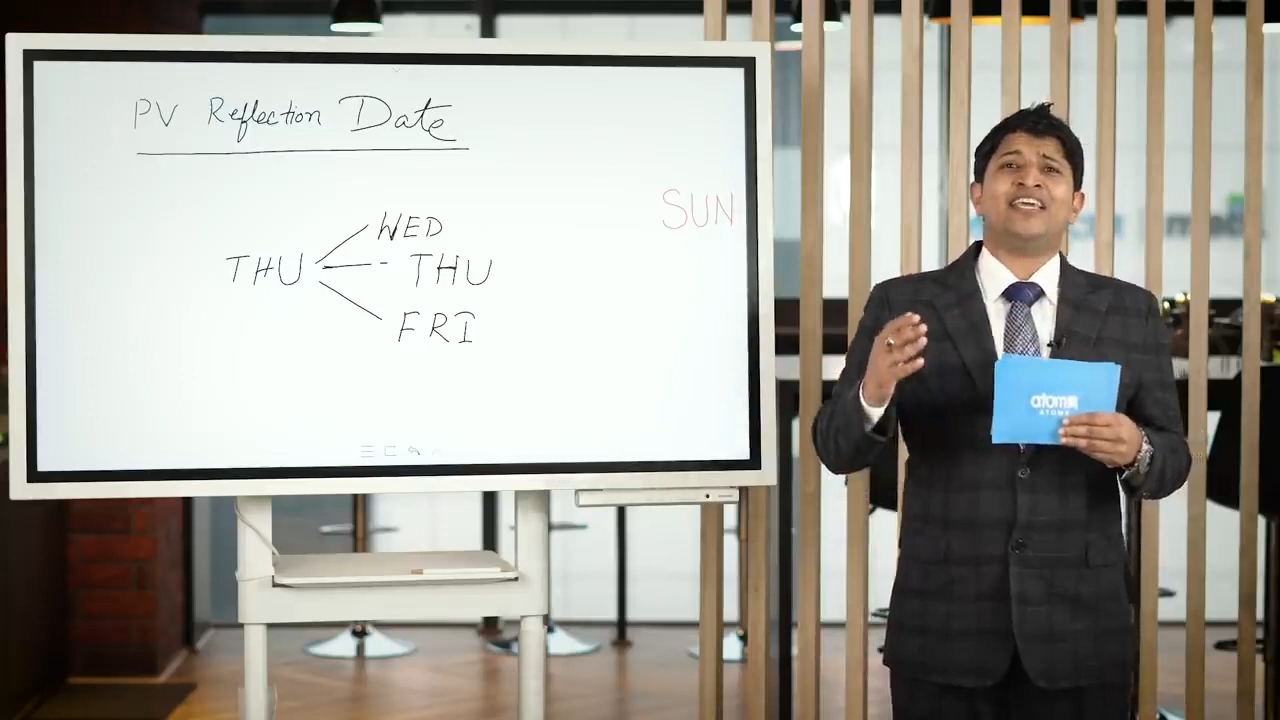 PV Reflection Date
SUN
WED
THU - THU
FRI
atomy
ATOMY